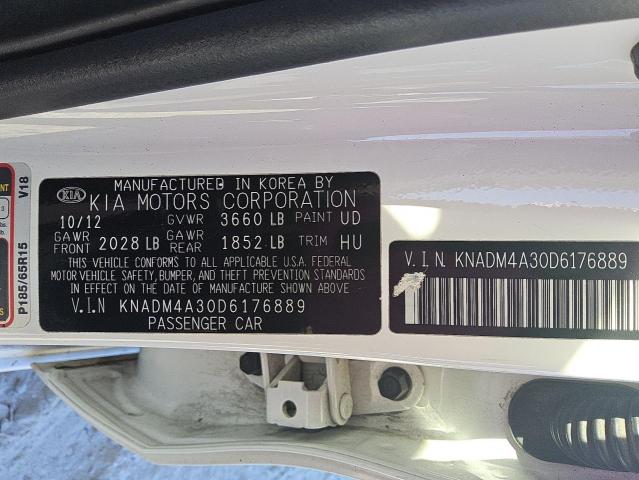 MANUFACTURED IN KOREA BY
KIA KIA MOTORS CORPORATION
10/12 GVWR 3660 LB PAINT UD
GAWR FRONT 2028 LB GAWR REAR 1852 LB TRIM HU
THIS VEHICLE CONFORMS TO ALL APPLICABLE U.S.A. FEDERAL
MOTOR VEHICLE SAFETY, BUMPER, AND THEFT PREVENTION STANDARDS
IN EFFECT ON THE DATE OF MANUFACTURE SHOWN ABOVE
V.I.N KNADM4A30D6176889
PASSENGER CAR
V.I.N. KNADM4A30D6176889
P185/65R15 V18